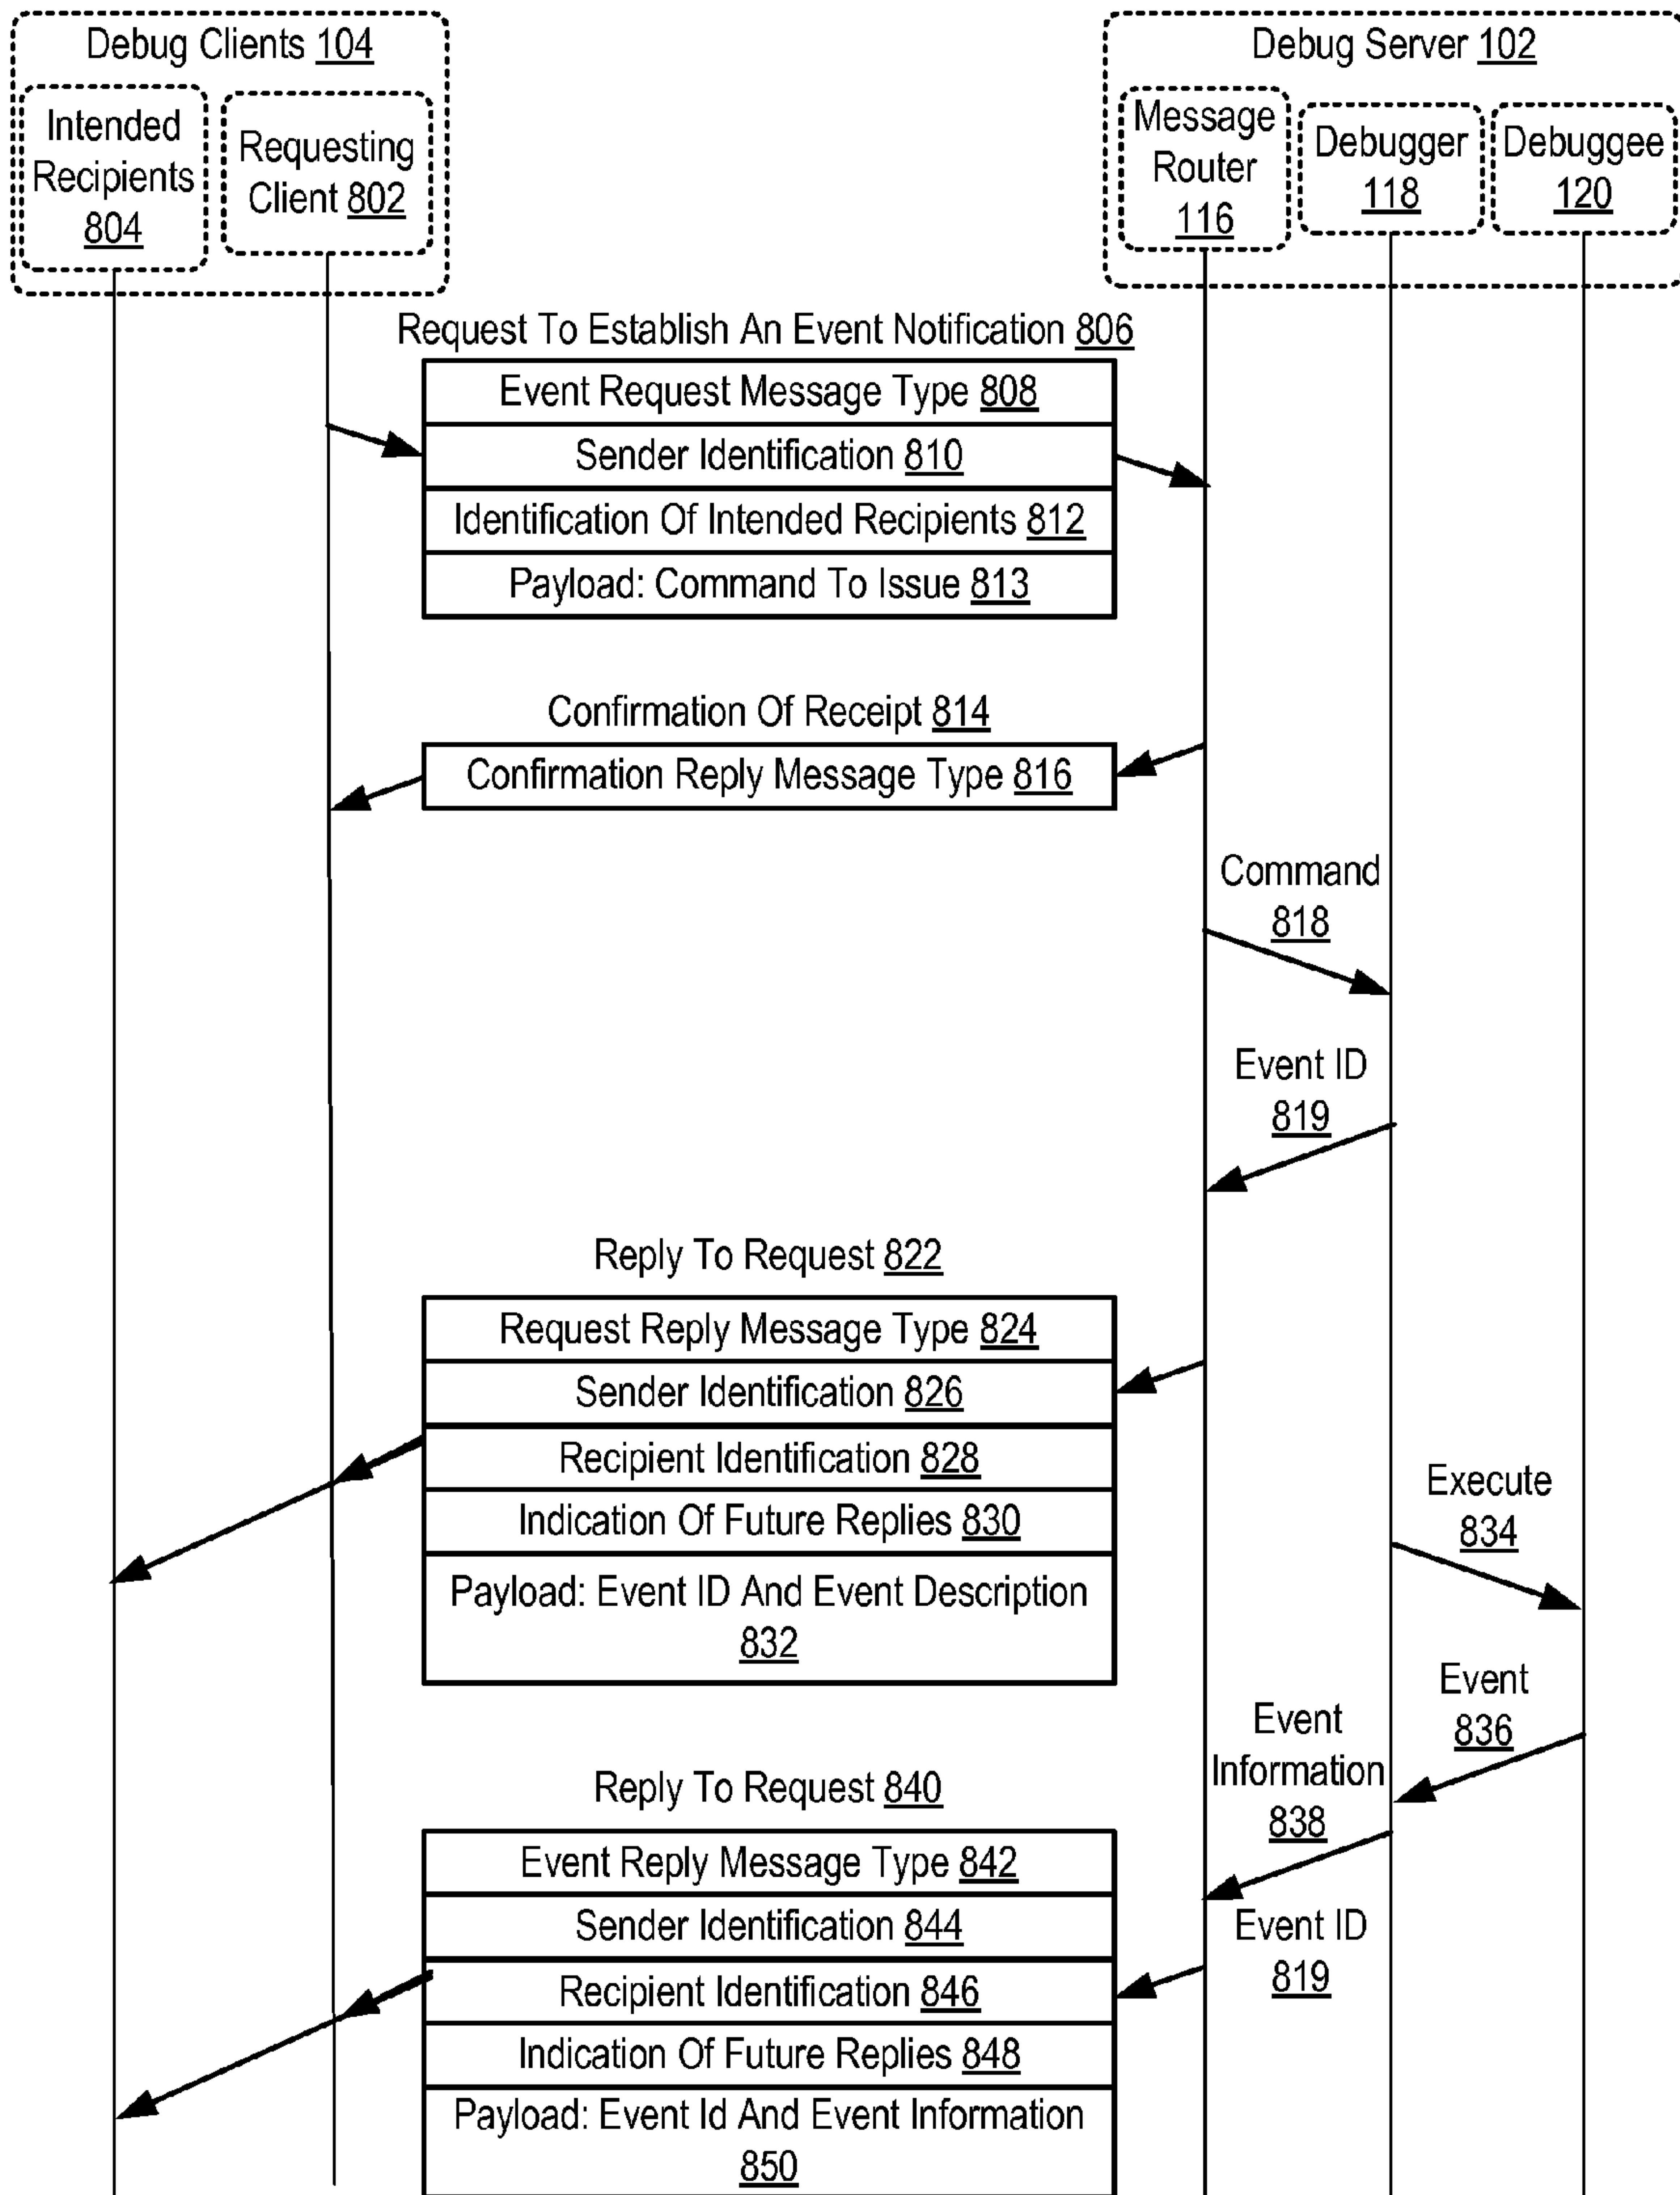 Debug Clients 104
Intended
Recipients
804
Requesting
Client 802
Debug Server 102
Message
Router
116
Debugger
118
Debuggee
120
Request To Establish An Event Notification 806
Event Request Message Type 808
Sender Identification 810
Identification Of Intended Recipients 812
Payload: Command To Issue 813
Confirmation Of Receipt 814
Confirmation Reply Message Type 816
Command
818
Event ID
819
Reply To Request 822
Request Reply Message Type 824
Sender Identification 826
Recipient Identification 828
Indication Of Future Replies 830
Payload: Event ID And Event Description
832
Execute
834
Event
836
Event
Information
838
Event ID
819
Reply To Request 840
Event Reply Message Type 842
Sender Identification 844
Recipient Identification 846
Indication Of Future Replies 848
Payload: Event Id And Event Information
850